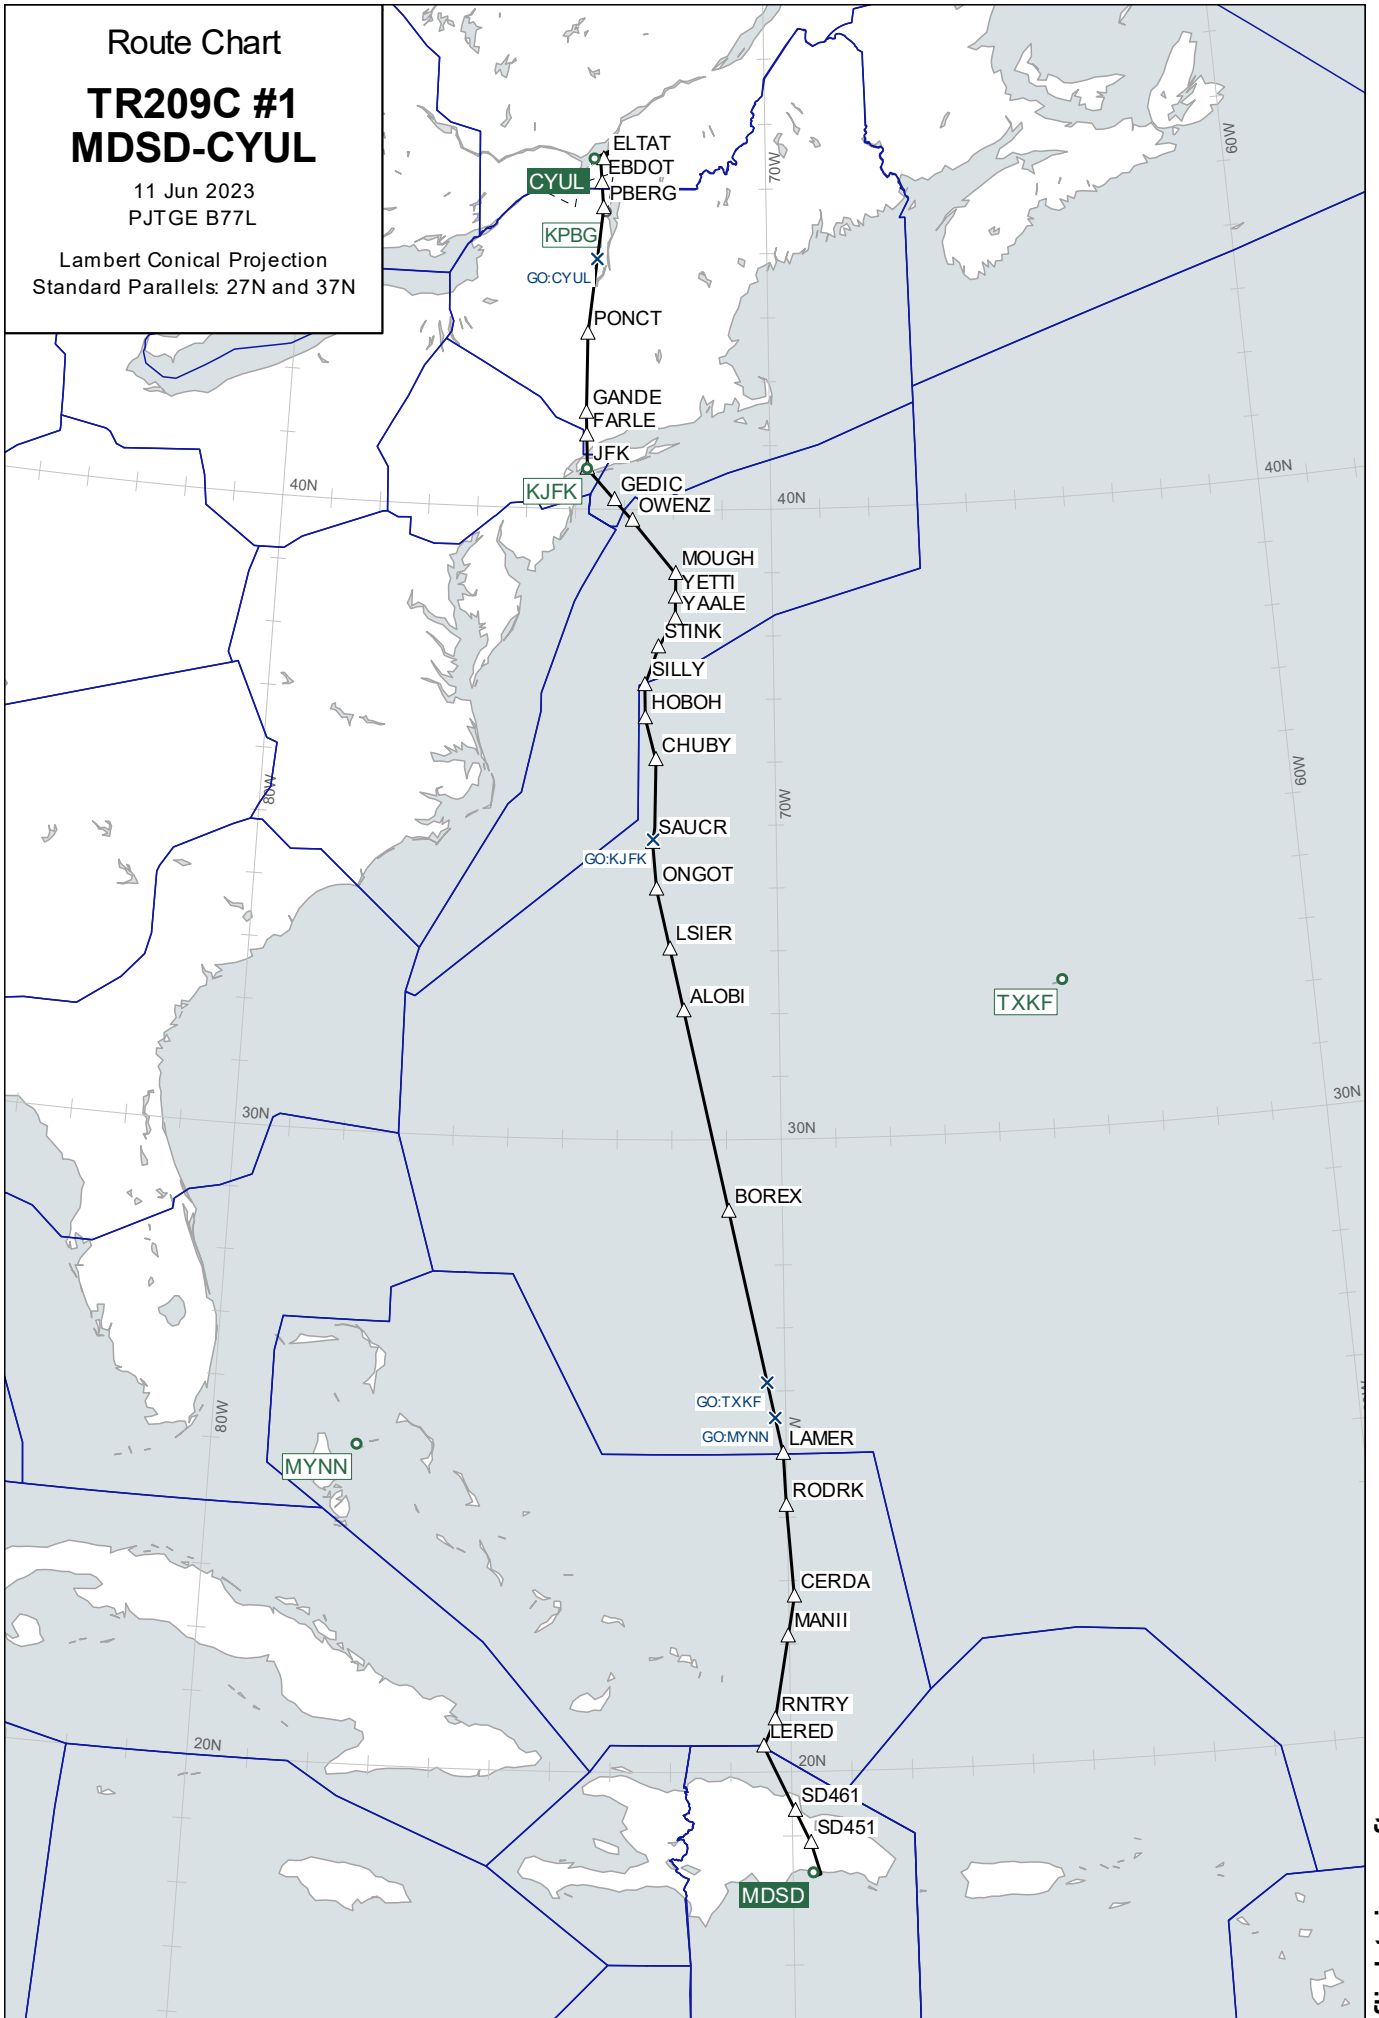 Route Chart
TR209C #1
MDSD-CYUL
11 Jun 2023
PJTGE B77L
Lambert Conical Projection
Standard Parallels: 27N and 37N
60W
70W
ELTAT
EBDOT
CYUL
PBERG
KPBG
GO:CYUL
PONCT
GANDE
FARLE
JFK
40N
40N
KJFK
GEDIC
40N
OWENZ
MOUGH
YETTI
YAALE
STINK
SILLY
HOBOH
CHUBY
60W
80W
70W
SAUCR
GO:KJFK
ONGOT
LSIER
ALOBI
TXKF
30N
30N
30N
BOREX
GO:TXKF
80W
GO:MYNN
LAMER
MYNN
RODRK
CERDA
MANII
RNTRY
LERED
20N
20N
SD461
SD451
MDSD